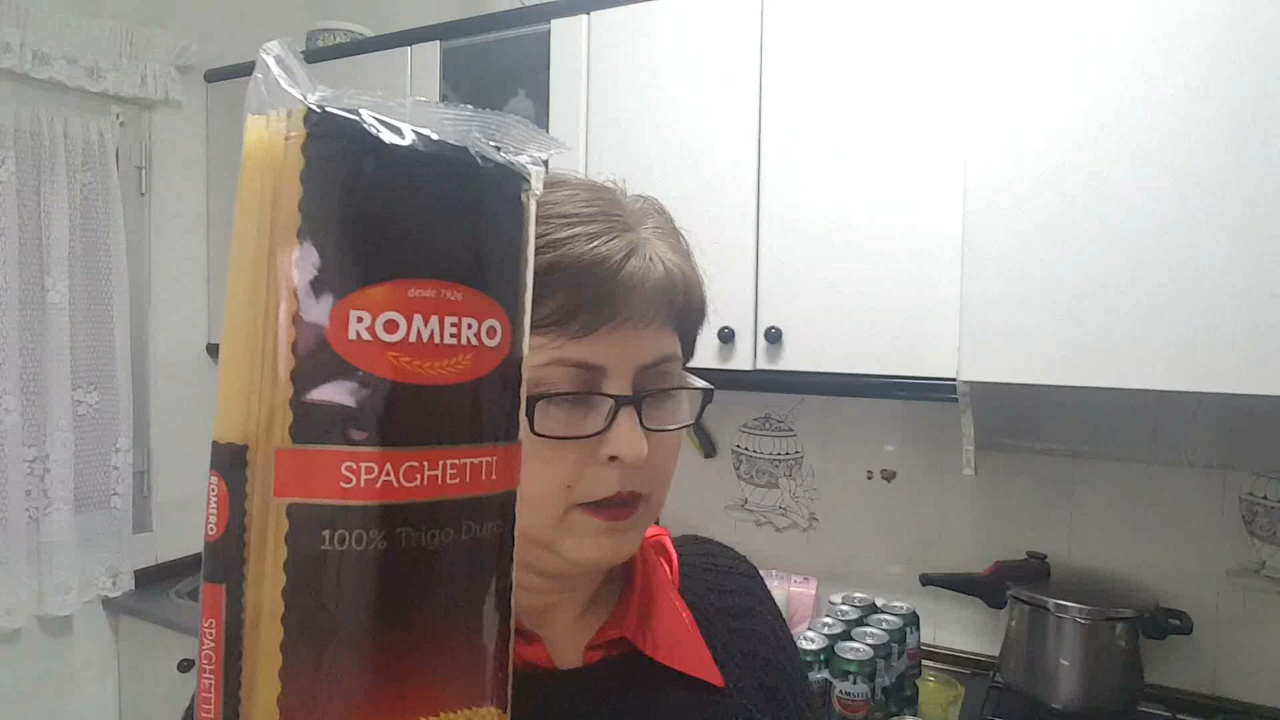 desde 1926
ROMERO
SPAGHETTI
100% Trigo Duro
ROMERO
SPAGHETTI
AMSTEL